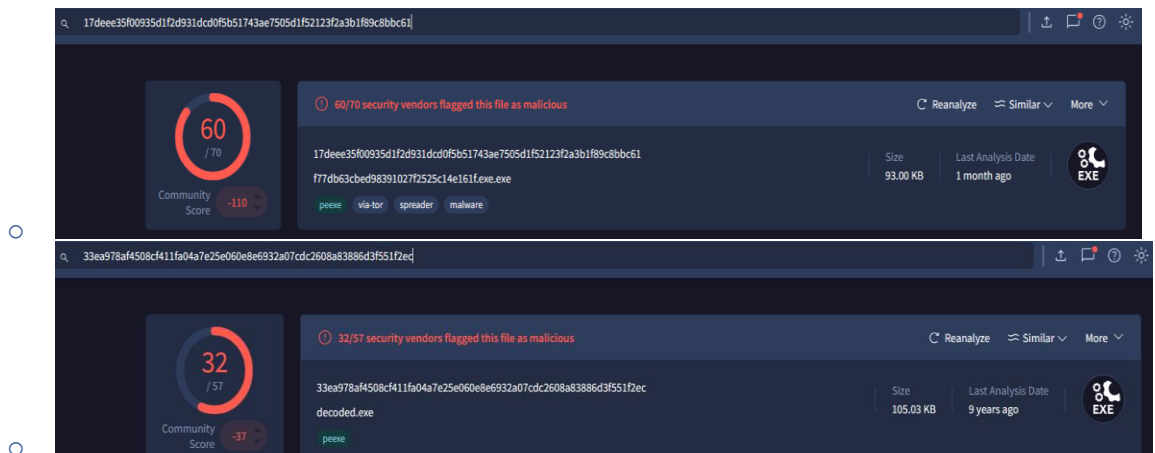 17deee35f00935d1f2d931dcd0f5b51743ae7505d1f52123f2a3b1f89c8bbc61
60/70 security vendors flagged this file as malicious
Reanalyze Similar More
60
/ 70
Community
Score
-110
17deee35f00935d1f2d931dcd0f5b51743ae7505d1f52123f2a3b1f89c8bbc61
f77db63cbed98391027f2525c14e161f.exe.exe
peexe via-tor spreader malware
Size
93.00 KB
Last Analysis Date
1 month ago
EXE
33ea978af4508cf411fa04a7e25e060e8e6932a07cdc2608a83886d3f551f2ec
32/57 security vendors flagged this file as malicious
Reanalyze Similar More
32
/ 57
Community
Score
-37
33ea978af4508cf411fa04a7e25e060e8e6932a07cdc2608a83886d3f551f2ec
decoded.exe
peexe
Size
105.03 KB
Last Analysis Date
9 years ago
EXE